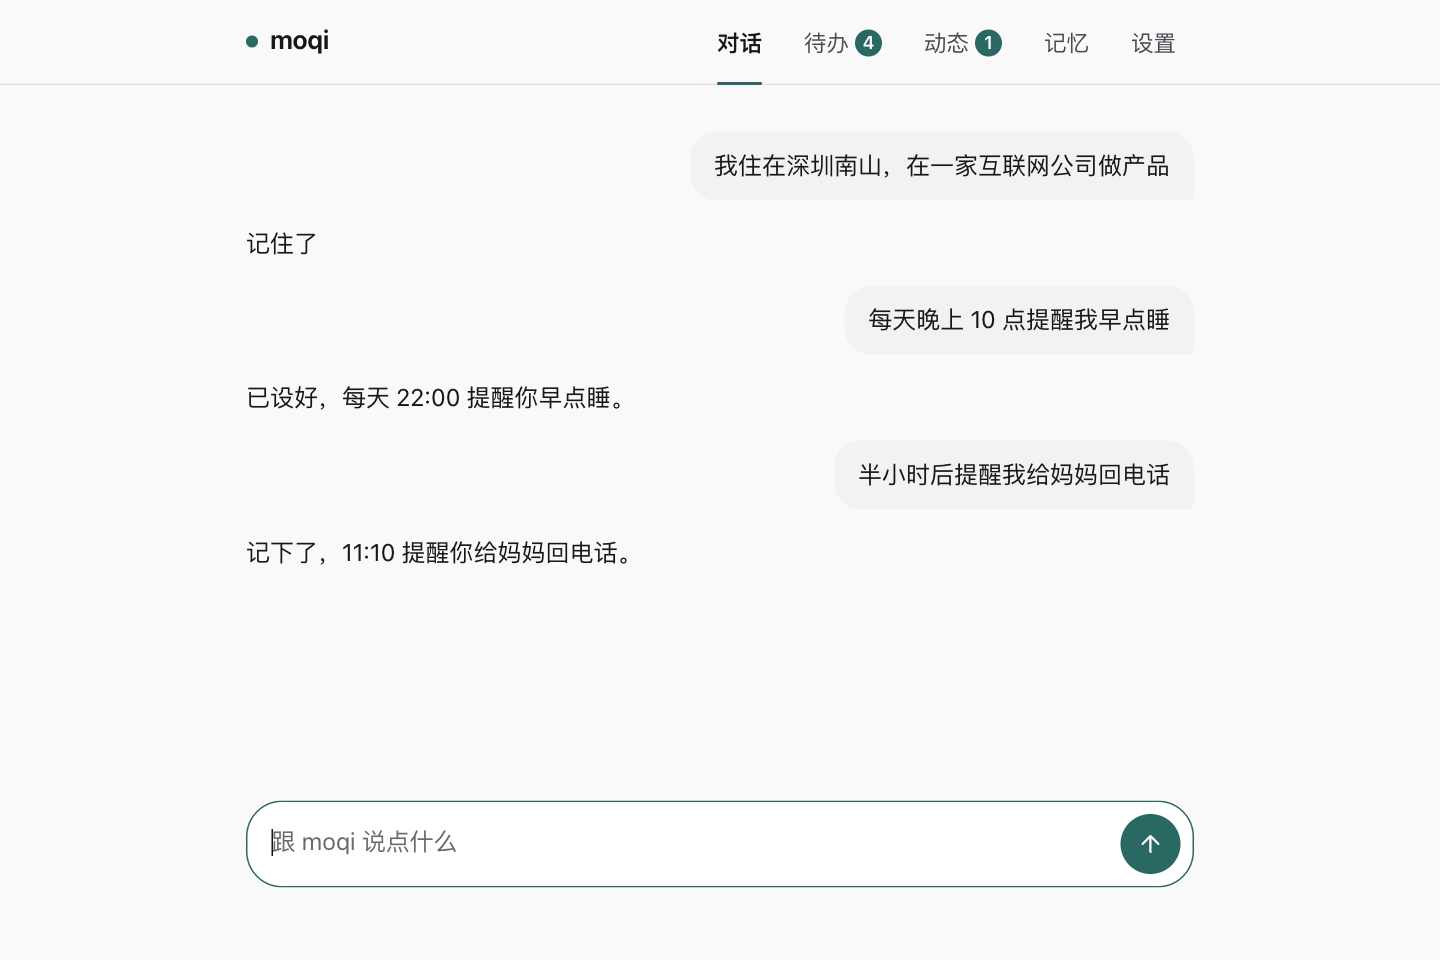 moqi
对话 待办 4 动态 1 记忆 设置
我住在深圳南山，在一家互联网公司做产品
记住了
每天晚上 10 点提醒我早点睡
已设好，每天 22:00 提醒你早点睡。
半小时后提醒我给妈妈回电话
记下了，11:10 提醒你给妈妈回电话。
跟 moqi 说点什么